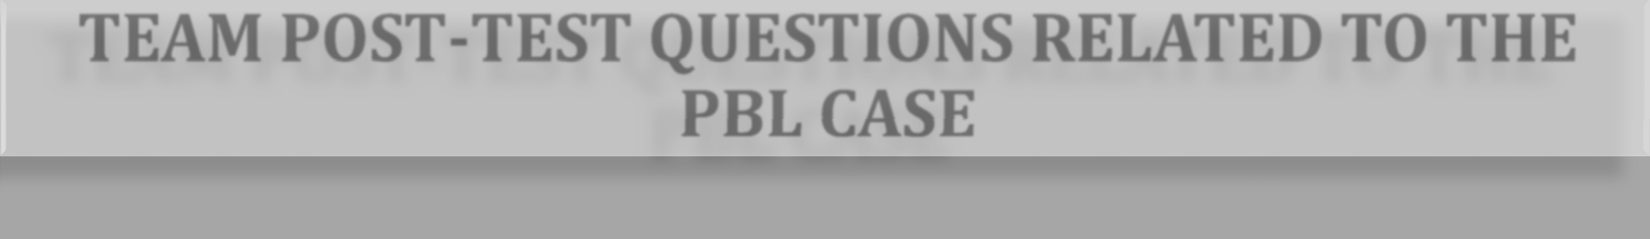 TEAM POST-TEST QUESTIONS RELATED TO THE
PBL CASE